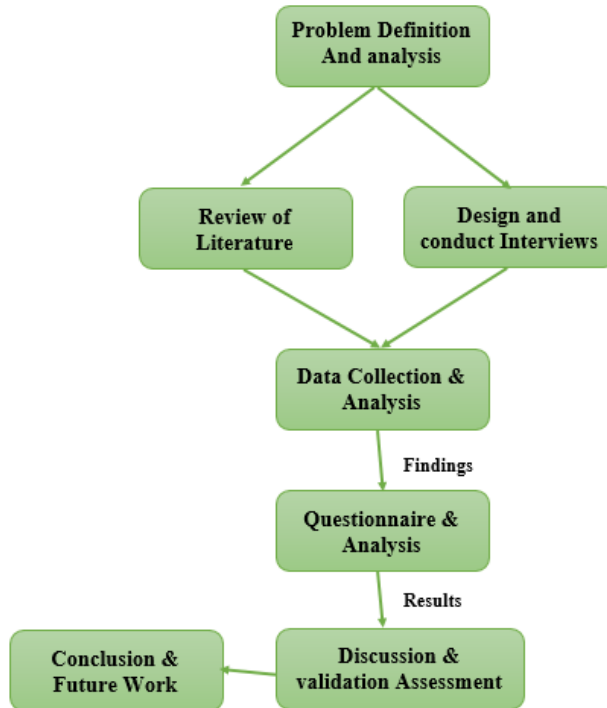 Problem Definition
And analysis
Review of
Literature
Design and
conduct Interviews
Data Collection &
Analysis
Findings
Questionnaire &
Analysis
Results
Discussion &
validation Assessment
Conclusion &
Future Work